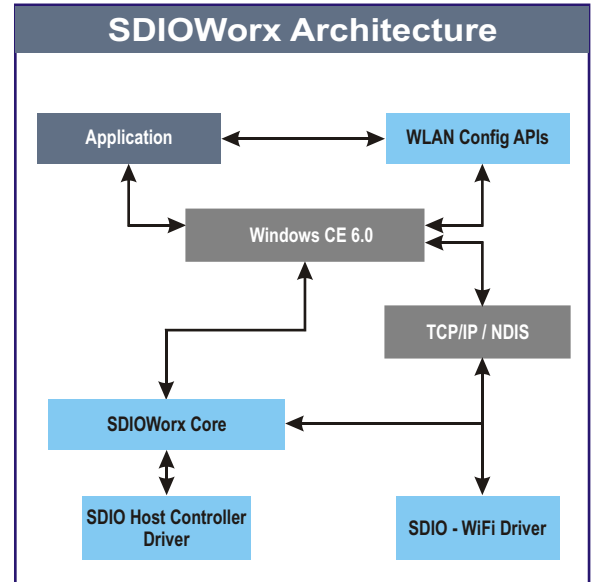 SDIOWorx Architecture
Application
WLAN Config APIs
Windows CE 6.0
TCP/IP / NDIS
SDIOWorx Core
SDIO Host Controller
Driver
SDIO - WiFi Driver